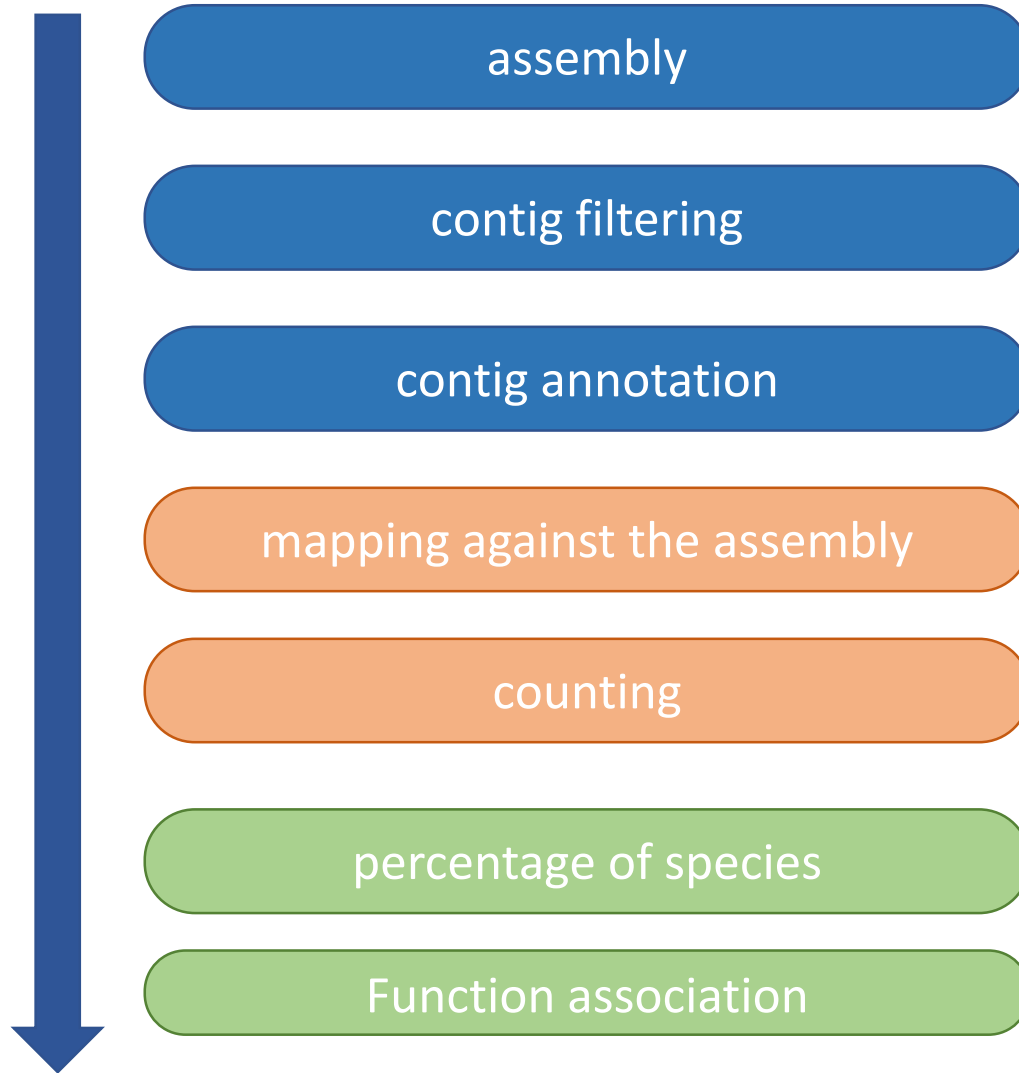 assembly
contig filtering
contig annotation
mapping against the assembly
counting
percentage of species
Function association